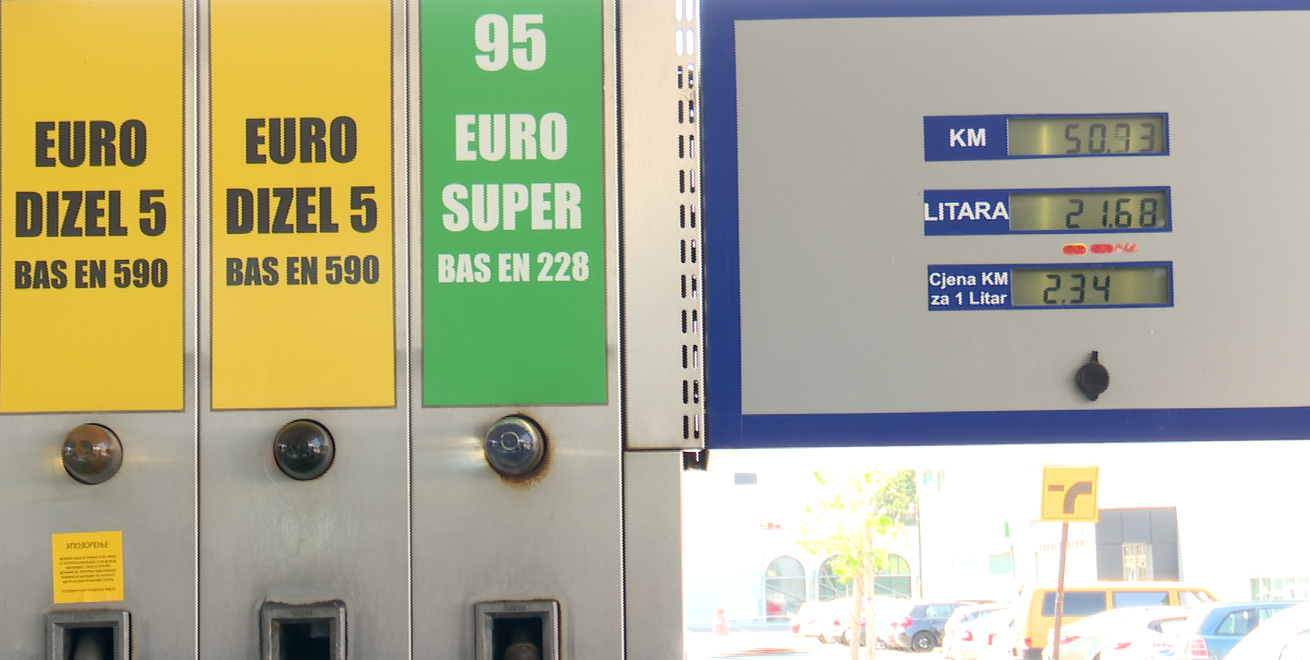 EURO
DIZEL 5
BAS EN 590
EURO
DIZEL 5
BAS EN 590
95
EURO
SUPER
BAS EN 228
KM 50.73
LITARA 21.68
Cjena KM
za 1 Litar
2.34
УПОЗОРЕЊЕ